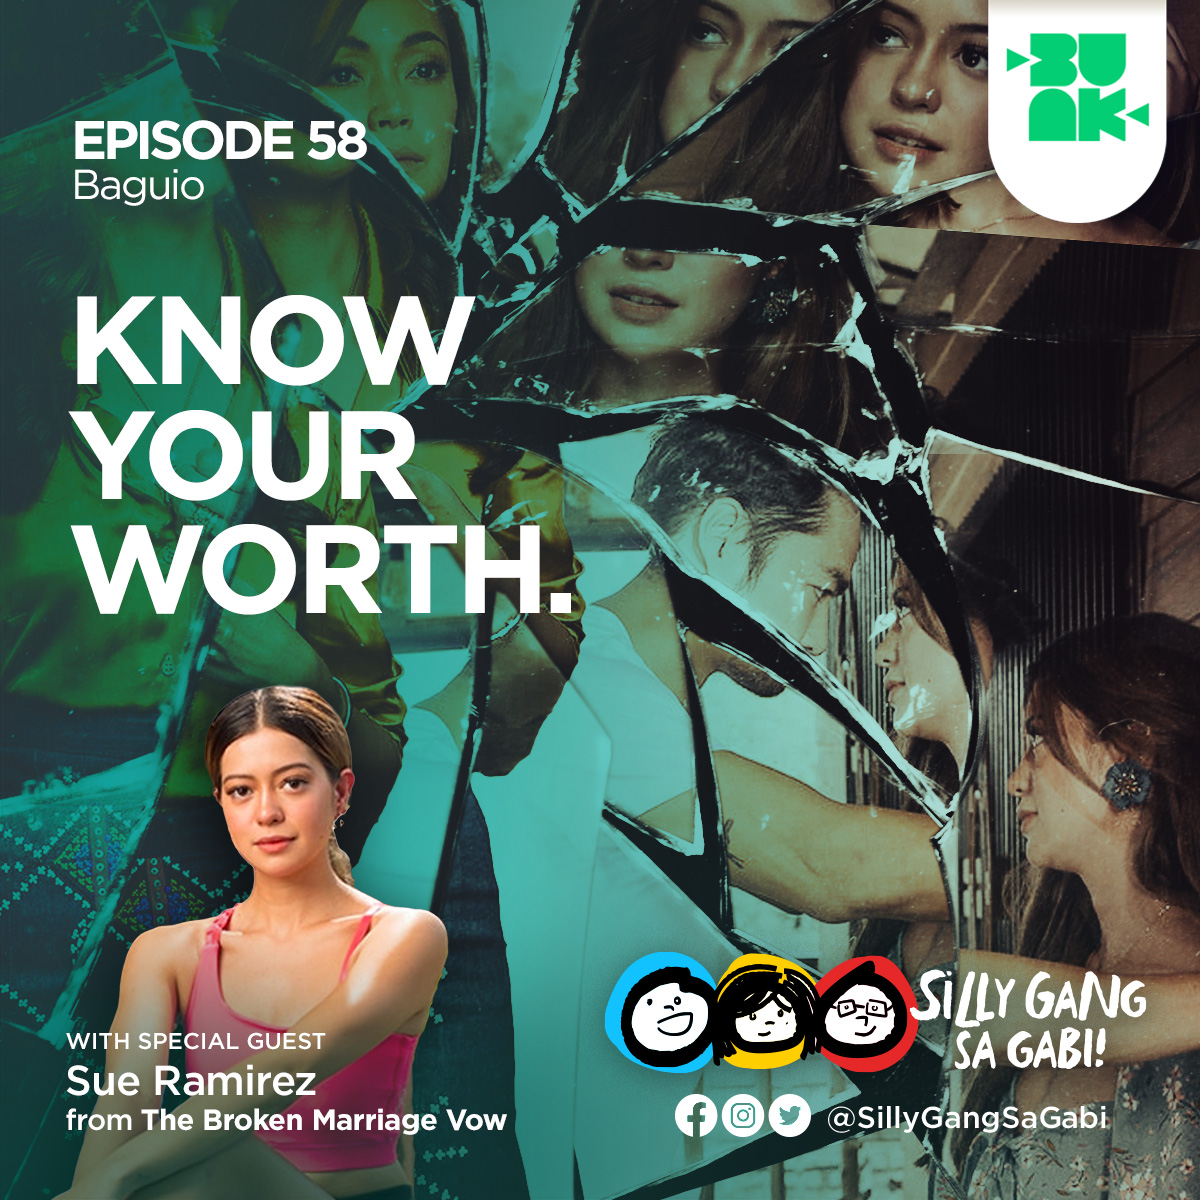 BUNK
EPISODE 58
Baguio
KNOW
YOUR
WORTH.
WITH SPECIAL GUEST
Sue Ramirez
from The Broken Marriage Vow
SiLLY GANG
SA GABI!
@SillyGangSaGabi